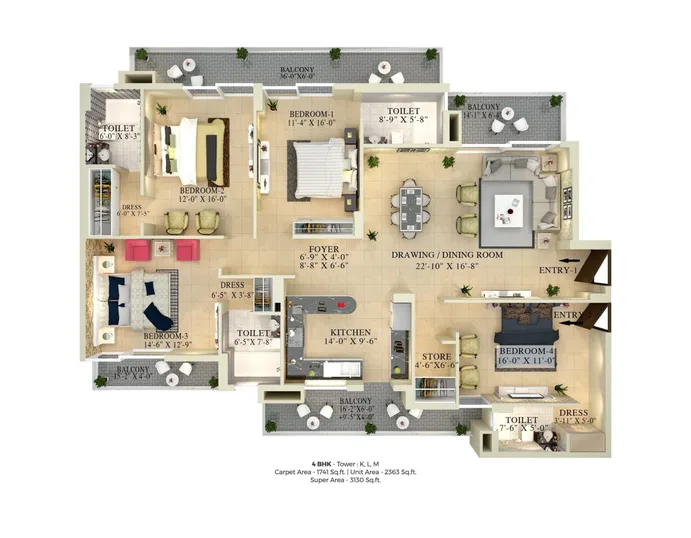 BALCONY
36'-0"X6'-0"
TOILET
6'-0" X 8'-3"
BEDROOM-1
11'-4" X 16'-0"
TOILET
8'-9" X 5'-8"
BALCONY
14'-1" X 6'-4"
BEDROOM-2
12'-0" X 16'-0"
DRESS
6'-0" X 7'-5"
FOYER
6'-9" X 4'-0"
8'-8" X 6'-6"
DRAWING / DINING ROOM
22'-10" X 16'-8"
ENTRY-1
DRESS
6'-5" X 3'-8"
BEDROOM-3
14'-6" X 12'-9"
TOILET
6'-5"X 7'-8"
KITCHEN
14'-0" X 9'-6"
STORE
4'-6"X6'-6"
BEDROOM-4
16'-0" X 11'-0"
BALCONY
15'-2" X 4'-0"
BALCONY
16'-2"X6'-0"
+9'-5"X4'-0"
TOILET
7'-6" X 5'-0"
DRESS
3'-11" X 5'-0"
4 BHK - Tower : K, L, M
Carpet Area - 1741 Sq.ft. | Unit Area - 2363 Sq.ft.
Super Area - 3130 Sq.ft.